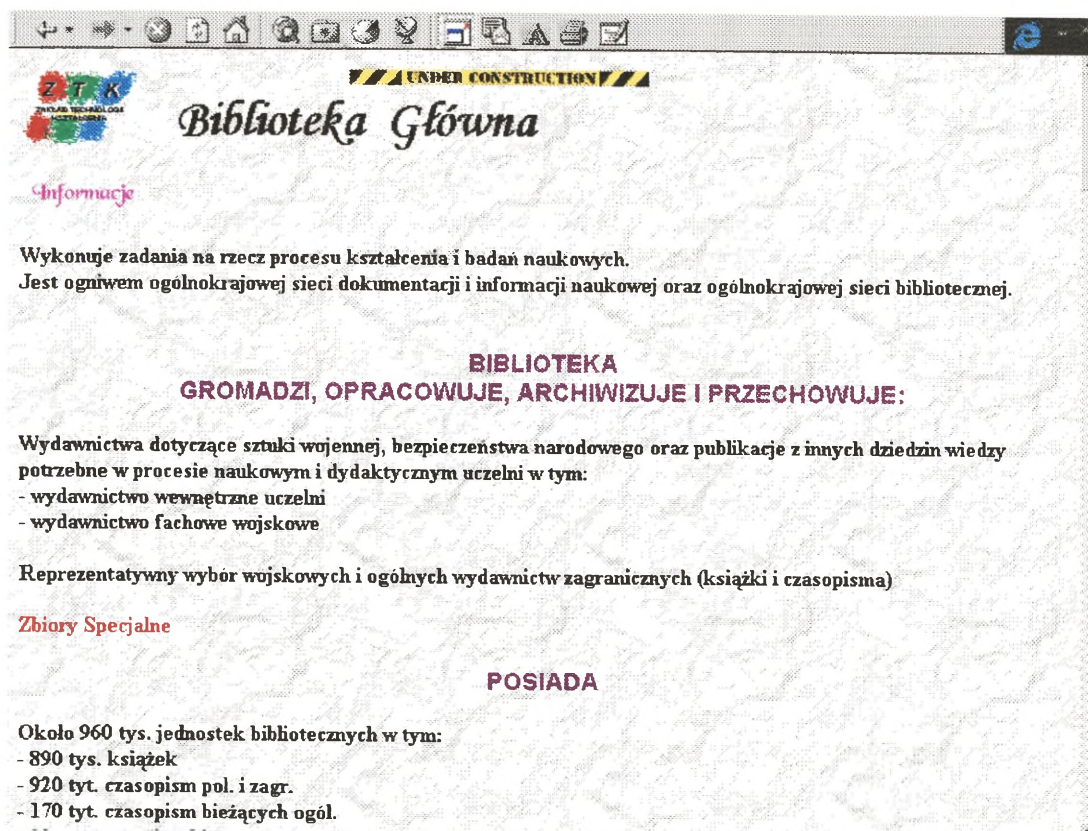 UNDER CONSTRUCTION
Z T K
ZAKŁAD TECHNOLOGII
KSZTAŁCENIA
Biblioteka Główna
Informacje
Wykonuje zadania na rzecz procesu kształcenia i badań naukowych.
Jest ogniwem ogólnokrajowej sieci dokumentacji i informacji naukowej oraz ogólnokrajowej sieci bibliotecznej.
BIBLIOTEKA
GROMADZI, OPRACOWUJE, ARCHIWIZUJE I PRZECHOWUJE:
Wydawnictwa dotyczące sztuki wojennej, bezpieczeństwa narodowego oraz publikacje z innych dziedzin wiedzy
potrzebne w procesie naukowym i dydaktycznym uczelni w tym:
- wydawnictwo wewnętrzne uczelni
- wydawnictwo fachowe wojskowe
Reprezentatywny wybór wojskowych i ogólnych wydawnictw zagranicznych (książki i czasopisma)
Zbiory Specjalne
POSIADA
Około 960 tys. jednostek bibliotecznych w tym:
- 890 tys. książek
- 920 tyt. czasopism pol. i zagr.
- 170 tyt. czasopism bieżących ogól.